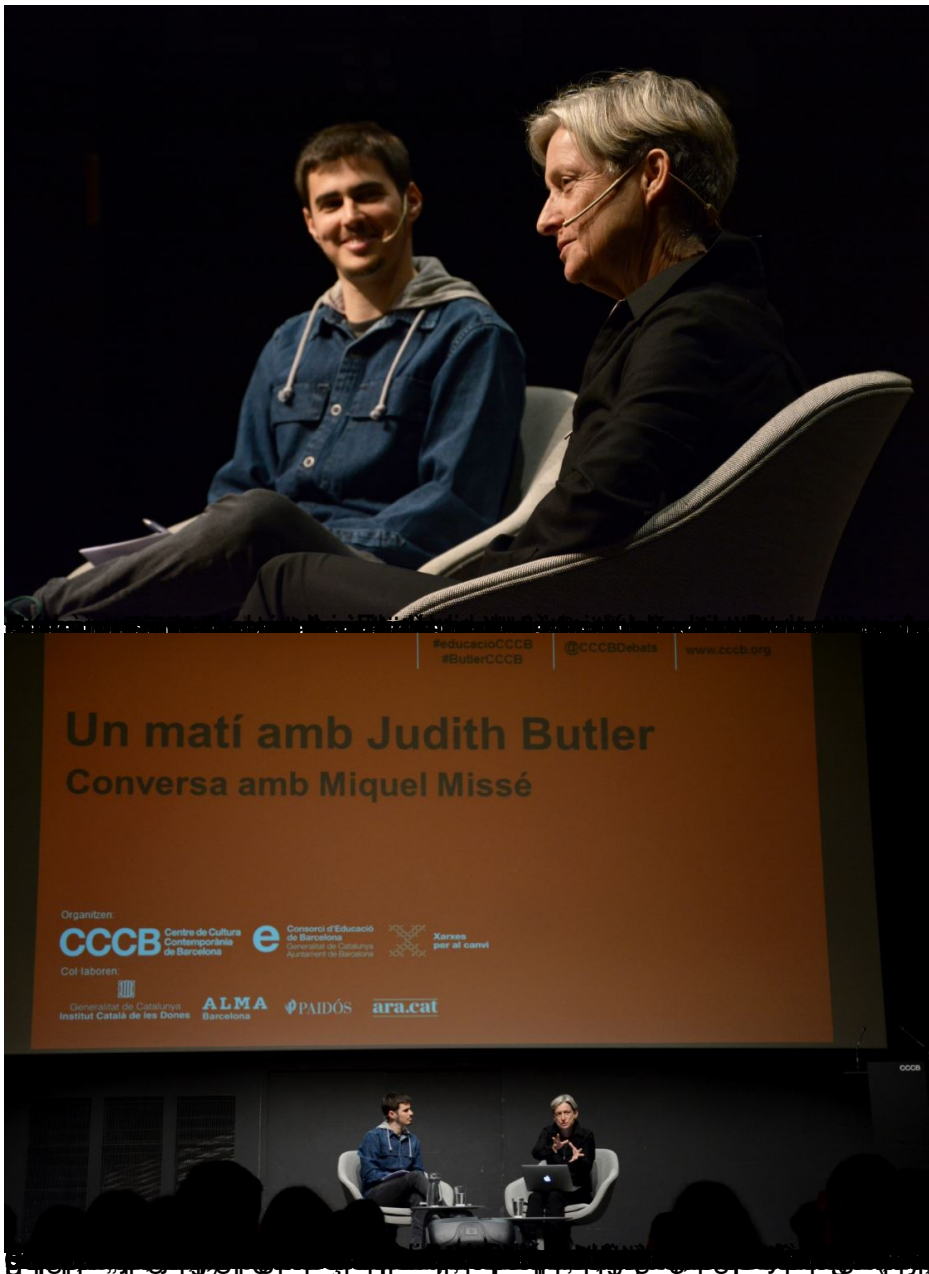 #educacioCCCB
#ButlerCCCB
@CCCBDebats
www.cccb.org
Un matí amb Judith Butler
Conversa amb Miquel Missé
Organitzen:
CCCB
Centre de Cultura
Contemporània
de Barcelona
e
Consorci d'Educació
de Barcelona
Generalitat de Catalunya
Ajuntament de Barcelona
Xarxes
per al canvi
Col·laboren:
Generalitat de Catalunya
Institut Català de les Dones
ALMA
Barcelona
PAIDÓS
ara.cat
CCCB